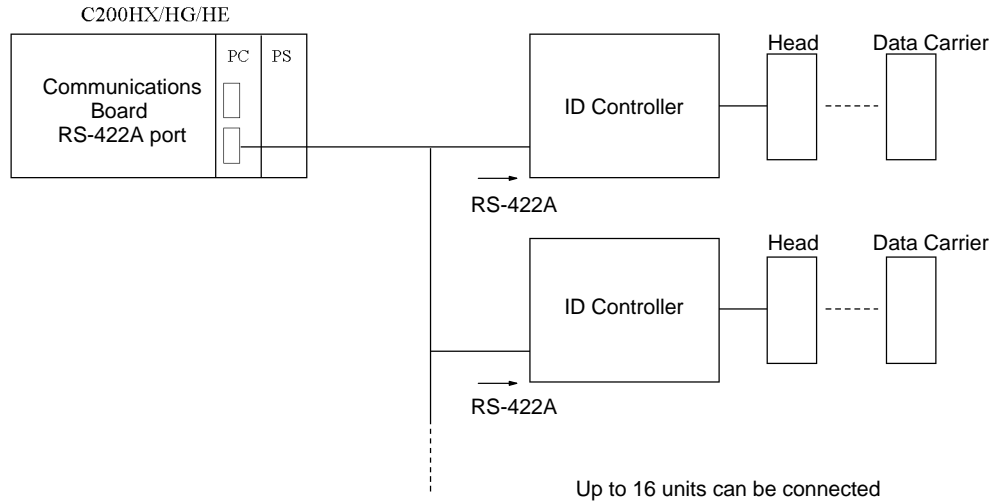 C200HX/HG/HE
PC
PS
Communications
Board
RS-422A port
ID Controller
Head
Data Carrier
RS-422A
ID Controller
Head
Data Carrier
RS-422A
Up to 16 units can be connected